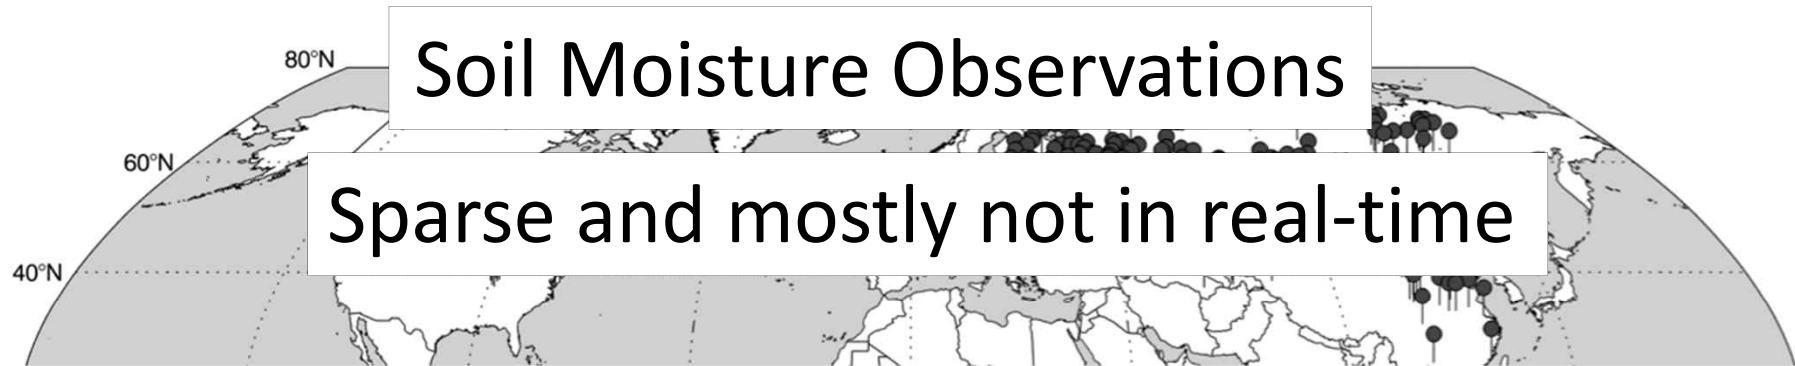 Soil Moisture Observations
80°N
60°N
Sparse and mostly not in real-time
40°N